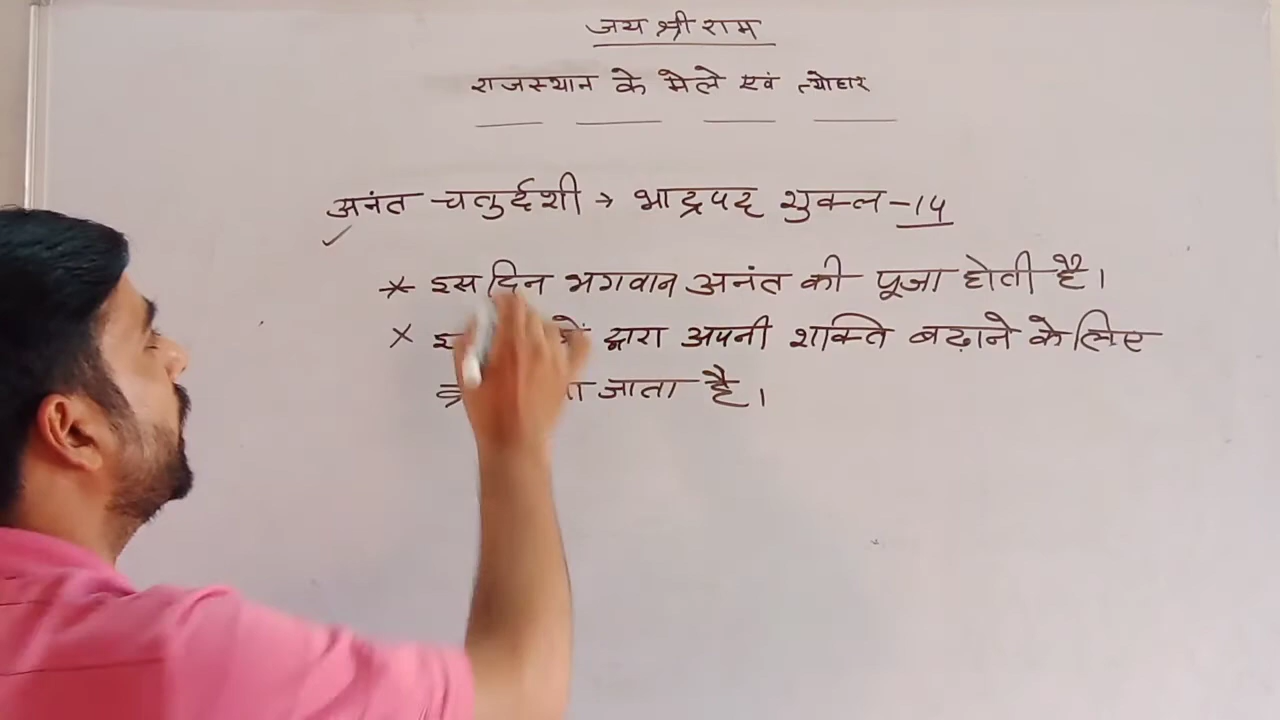 जय श्री राम
राजस्थान के मेले एवं त्योहार
अनंत चतुर्दशी → भाद्रपद शुक्ल-14
* इस दिन भगवान अनंत की पूजा होती है।
× द्वारा अपनी शक्ति बढ़ाने के लिए
जाता है।